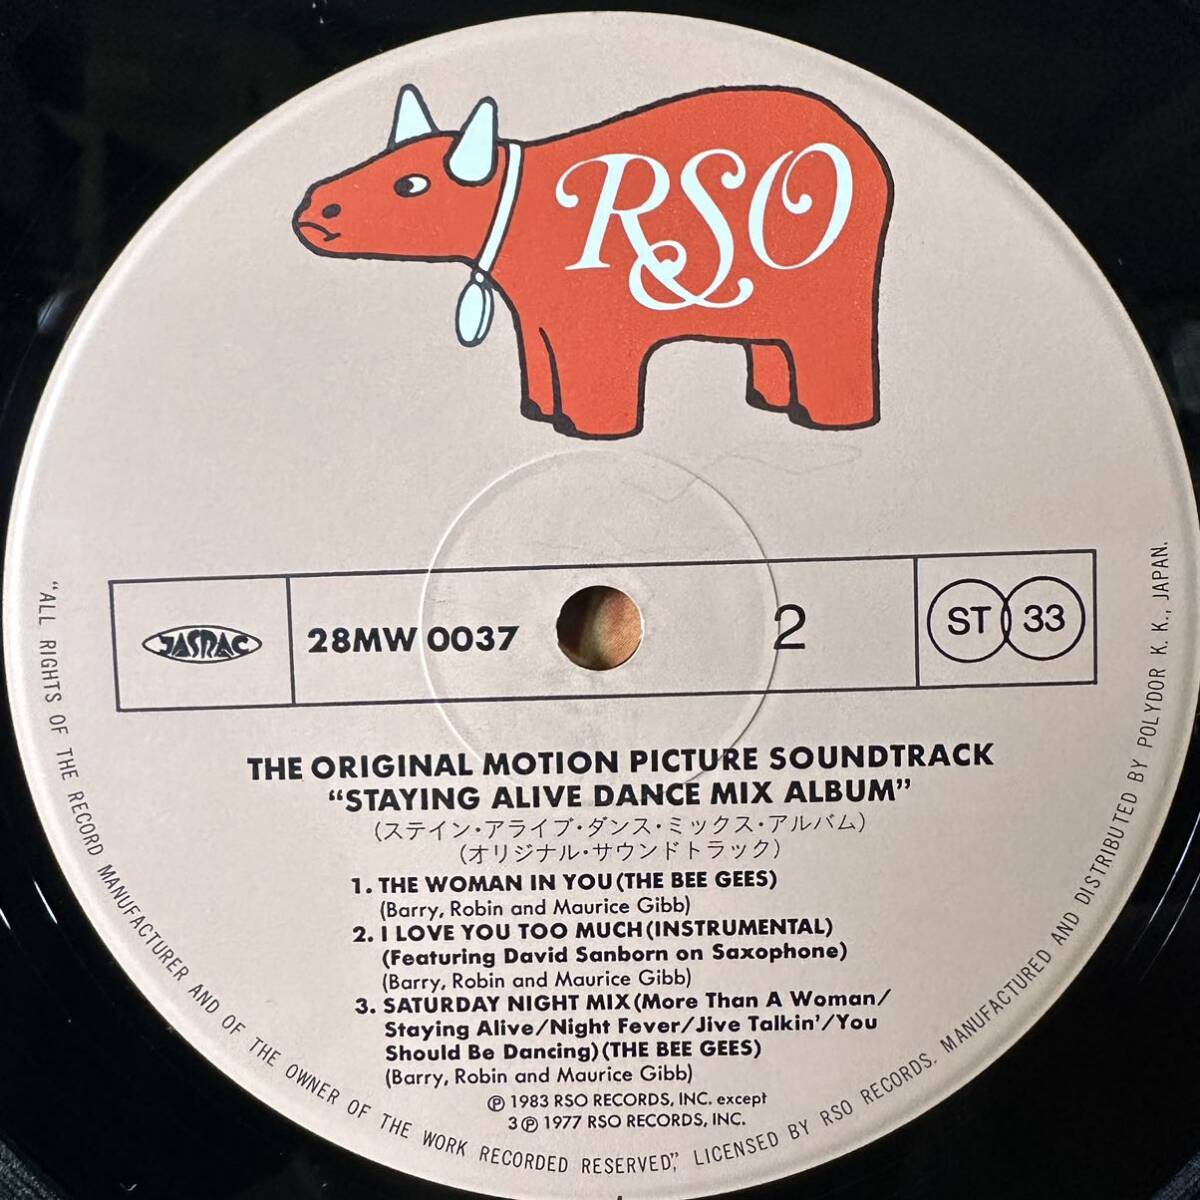 RSO
JASRAC
28MW 0037
2
ST 33
THE ORIGINAL MOTION PICTURE SOUNDTRACK
“STAYING ALIVE DANCE MIX ALBUM”
(ステイン・アライブ・ダンス・ミックス・アルバム)
(オリジナル・サウンドトラック)
1. THE WOMAN IN YOU(THE BEE GEES)
(Barry, Robin and Maurice Gibb)
2. I LOVE YOU TOO MUCH(INSTRUMENTAL)
(Featuring David Sanborn on Saxophone)
(Barry, Robin and Maurice Gibb)
3. SATURDAY NIGHT MIX(More Than A Woman/
Staying Alive/Night Fever/Jive Talkin’/You
Should Be Dancing)(THE BEE GEES)
(Barry, Robin and Maurice Gibb)
Ⓟ 1983 RSO RECORDS, INC. except
3Ⓟ 1977 RSO RECORDS, INC.
“ALL RIGHTS OF THE RECORD MANUFACTURER AND OF THE OWNER OF THE WORK RECORDED RESERVED”, LICENSED BY RSO RECORDS. MANUFACTURED AND DISTRIBUTED BY POLYDOR K. K., JAPAN.